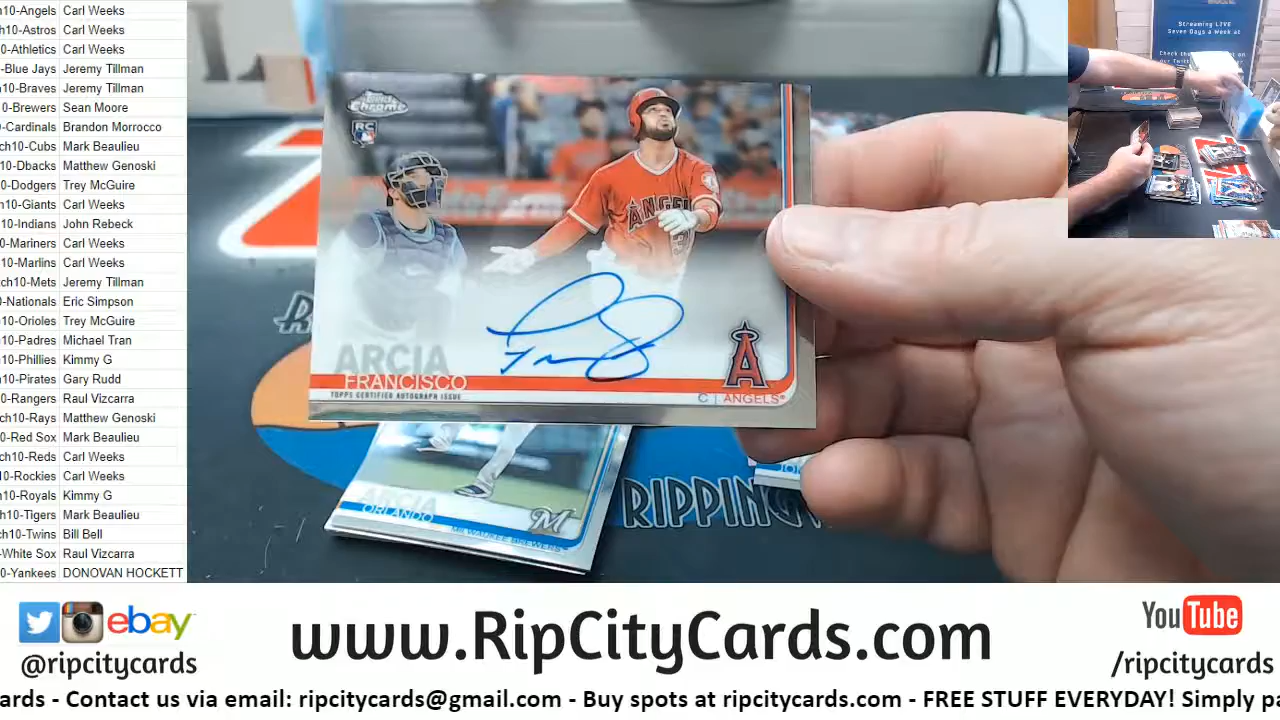 h10-Angels Carl Weeks
h10-Astros Carl Weeks
0-Athletics Carl Weeks
-Blue Jays Jeremy Tillman
h10-Braves Jeremy Tillman
10-Brewers Sean Moore
-Cardinals Brandon Morrocco
ch10-Cubs Mark Beaulieu
10-Dbacks Matthew Genoski
10-Dodgers Trey McGuire
h10-Giants Carl Weeks
10-Indians John Rebeck
0-Mariners Carl Weeks
10-Marlins Carl Weeks
ch10-Mets Jeremy Tillman
-Nationals Eric Simpson
10-Orioles Trey McGuire
10-Padres Michael Tran
10-Phillies Kimmy G
10-Pirates Gary Rudd
0-Rangers Raul Vizcarra
ch10-Rays Matthew Genoski
0-Red Sox Mark Beaulieu
ch10-Reds Carl Weeks
0-Rockies Carl Weeks
h10-Royals Kimmy G
h10-Tigers Mark Beaulieu
ch10-Twins Bill Bell
-White Sox Raul Vizcarra
0-Yankees DONOVAN HOCKETT
Topps
Chrome
RC
ANGEL
ARCIA
FRANCISCO
TOPPS CERTIFIED AUTOGRAPH ISSUE
C | ANGELS
ARCIA
ORLANDO
MILWAUKEE BREWERS
M
RIPPING
Streaming LIVE
Seven Days a Week at
ebay
@ripcitycards
www.RipCityCards.com
YouTube
/ripcitycards
ards - Contact us via email: ripcitycards@gmail.com - Buy spots at ripcitycards.com - FREE STUFF EVERYDAY! Simply pa